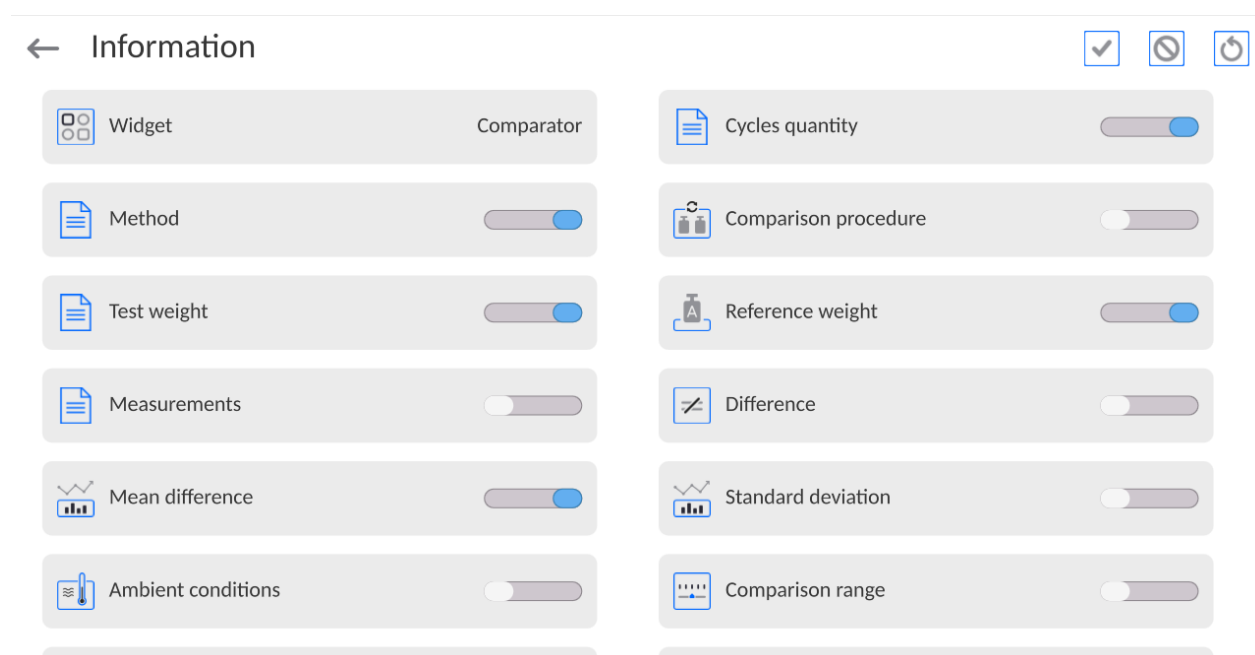 Information
Widget Comparator
Cycles quantity
Method
Comparison procedure
Test weight
A
Reference weight
Measurements
Difference
Mean difference
Standard deviation
Ambient conditions
Comparison range